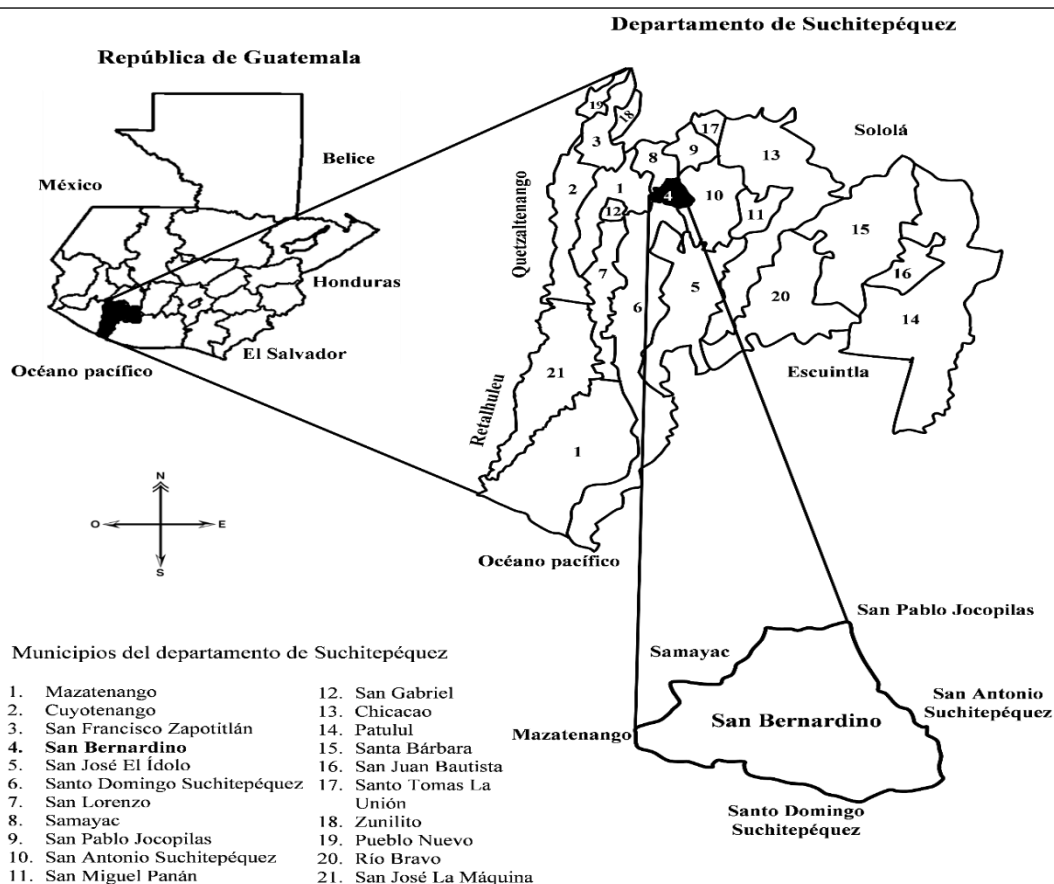 Departamento de Suchitepéquez
República de Guatemala
México
Belice
Honduras
El Salvador
Océano pacífico
Sololá
Quetzaltenango
Retalhuleu
Escuintla
Océano pacífico
19
18
3
17
8
9
13
2
1
4
10
12
11
15
7
6
5
20
16
14
21
1
N
O
E
S
San Pablo Jocopilas
Samayac
San Antonio
Suchitepéquez
San Bernardino
Mazatenango
Santo Domingo
Suchitepéquez
Municipios del departamento de Suchitepéquez
1. Mazatenango
2. Cuyotenango
3. San Francisco Zapotitlán
4. San Bernardino
5. San José El Ídolo
6. Santo Domingo Suchitepéquez
7. San Lorenzo
8. Samayac
9. San Pablo Jocopilas
10. San Antonio Suchitepéquez
11. San Miguel Panán
12. San Gabriel
13. Chicacao
14. Patulul
15. Santa Bárbara
16. San Juan Bautista
17. Santo Tomas La
Unión
18. Zunilito
19. Pueblo Nuevo
20. Río Bravo
21. San José La Máquina